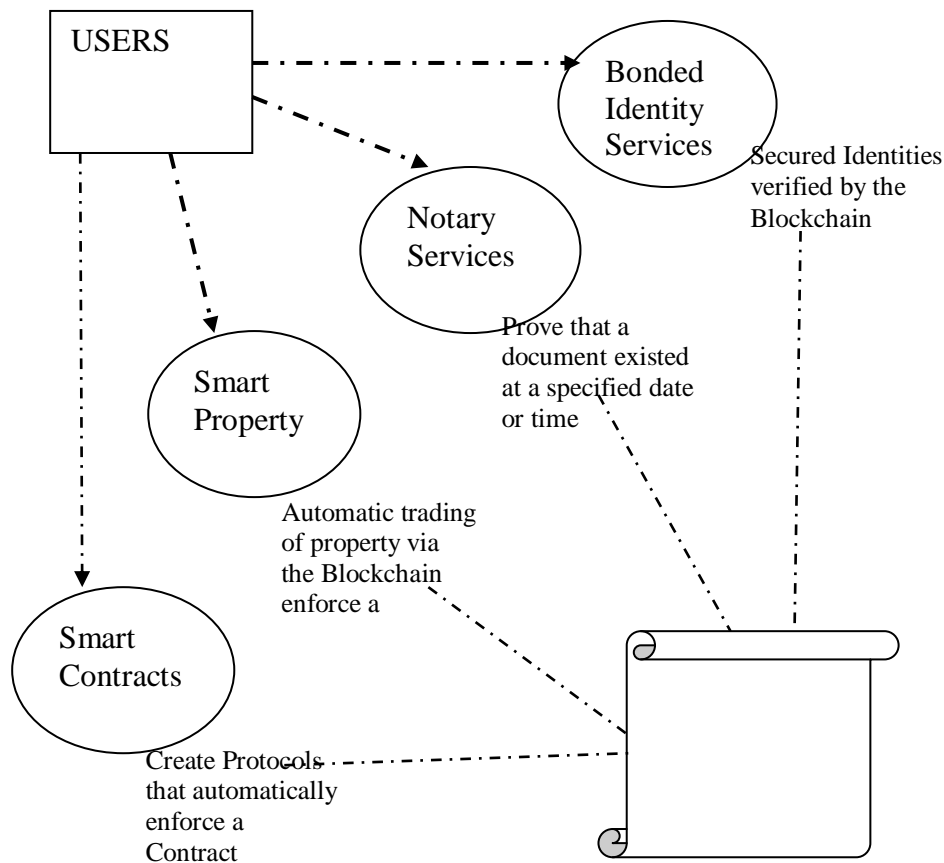 USERS
Bonded
Identity
Services
Secured Identities
verified by the
Blockchain
Notary
Services
Prove that a
document existed
at a specified date
or time
Smart
Property
Automatic trading
of property via
the Blockchain
enforce a
Smart
Contracts
Create Protocols
that automatically
enforce a
Contract